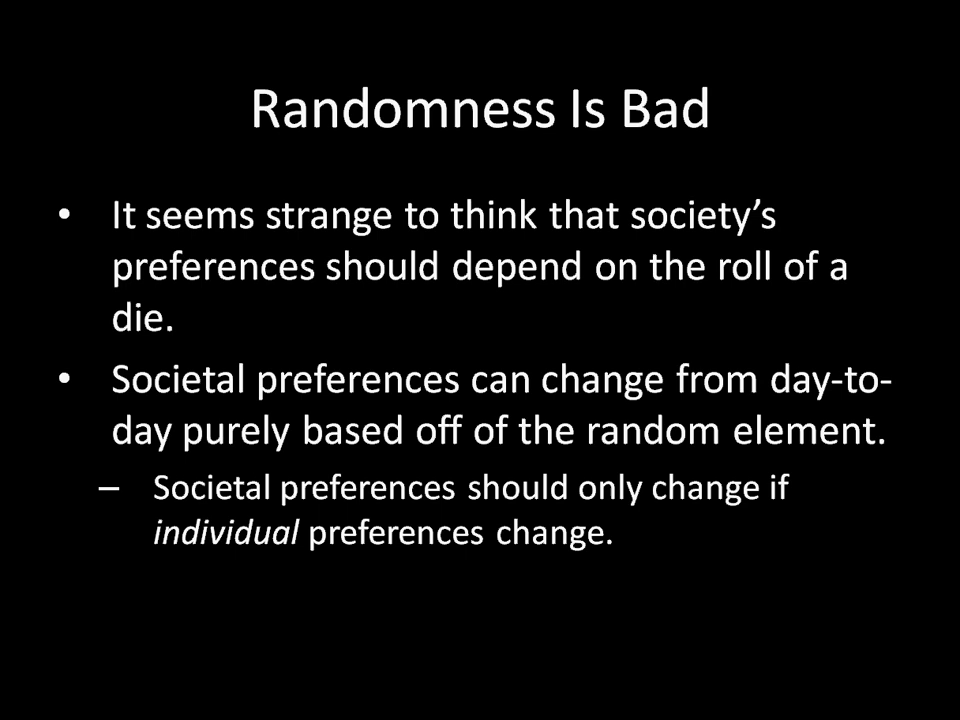 Randomness Is Bad
• It seems strange to think that society’s
preferences should depend on the roll of a
die.
• Societal preferences can change from day-to-
day purely based off of the random element.
– Societal preferences should only change if
individual preferences change.